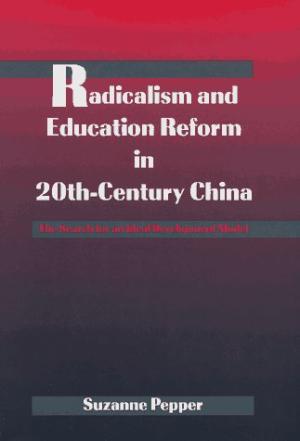 Radicalism and
Education Reform
in
20th-Century China
The Search for an Ideal Development Model
Suzanne Pepper